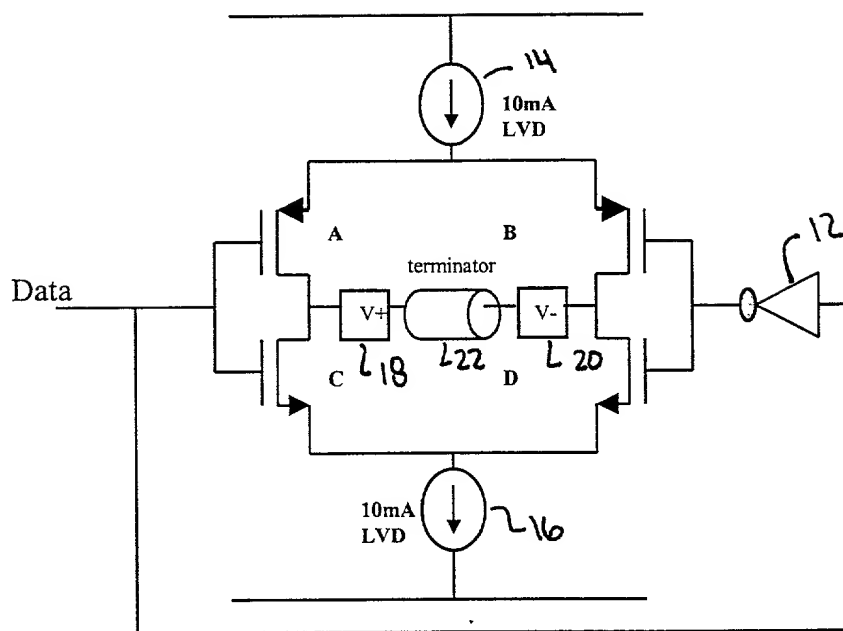 14
10mA
LVD
12
A
B
terminator
Data
V+
V-
18
22
20
C
D
10mA
LVD
16